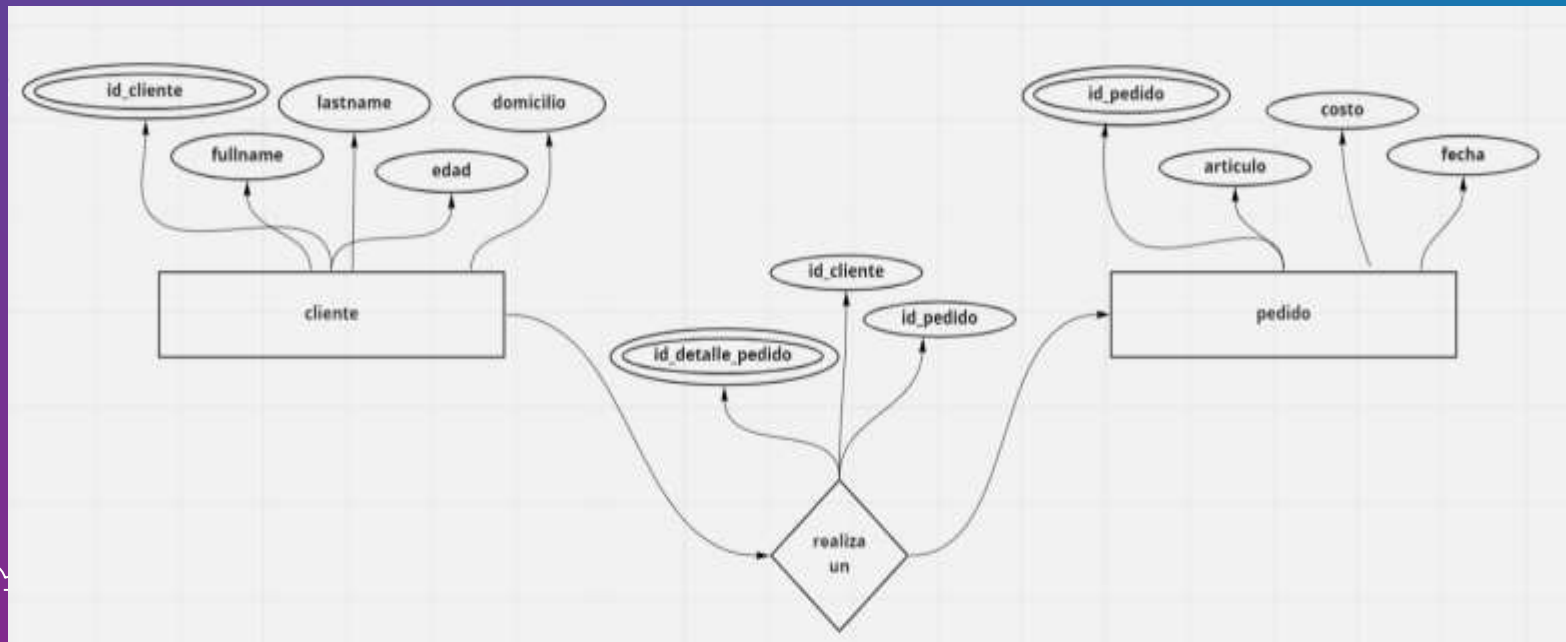 id_cliente
lastname
domicilio
fullname
edad
cliente
id_pedido
costo
articulo
fecha
pedido
id_cliente
id_pedido
id_detalle_pedido
realiza
un